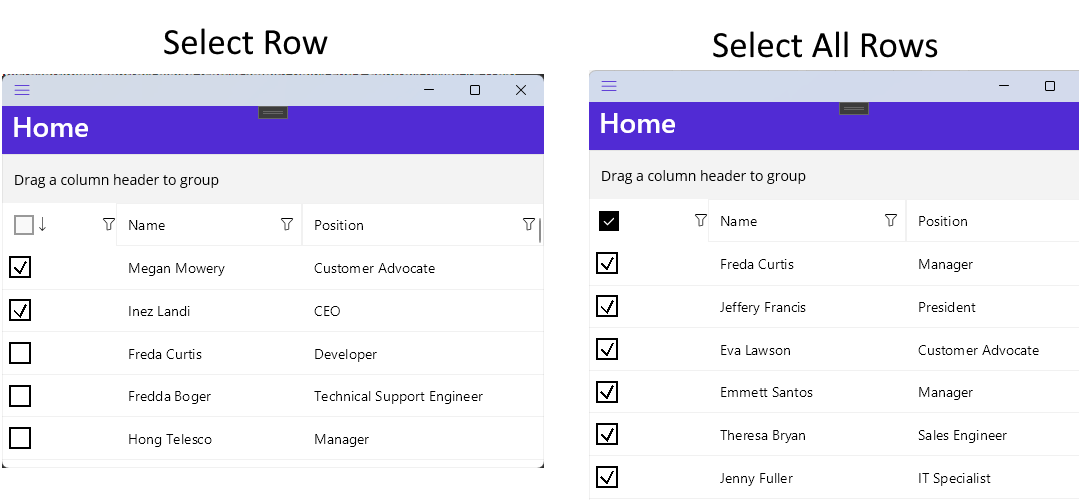 Select Row
Home
Drag a column header to group
Name Position
Megan Mowery Customer Advocate
Inez Landi CEO
Freda Curtis Developer
Fredda Boger Technical Support Engineer
Hong Telesco Manager
Select All Rows
Home
Drag a column header to group
Name Position
Freda Curtis Manager
Jeffery Francis President
Eva Lawson Customer Advocate
Emmett Santos Manager
Theresa Bryan Sales Engineer
Jenny Fuller IT Specialist